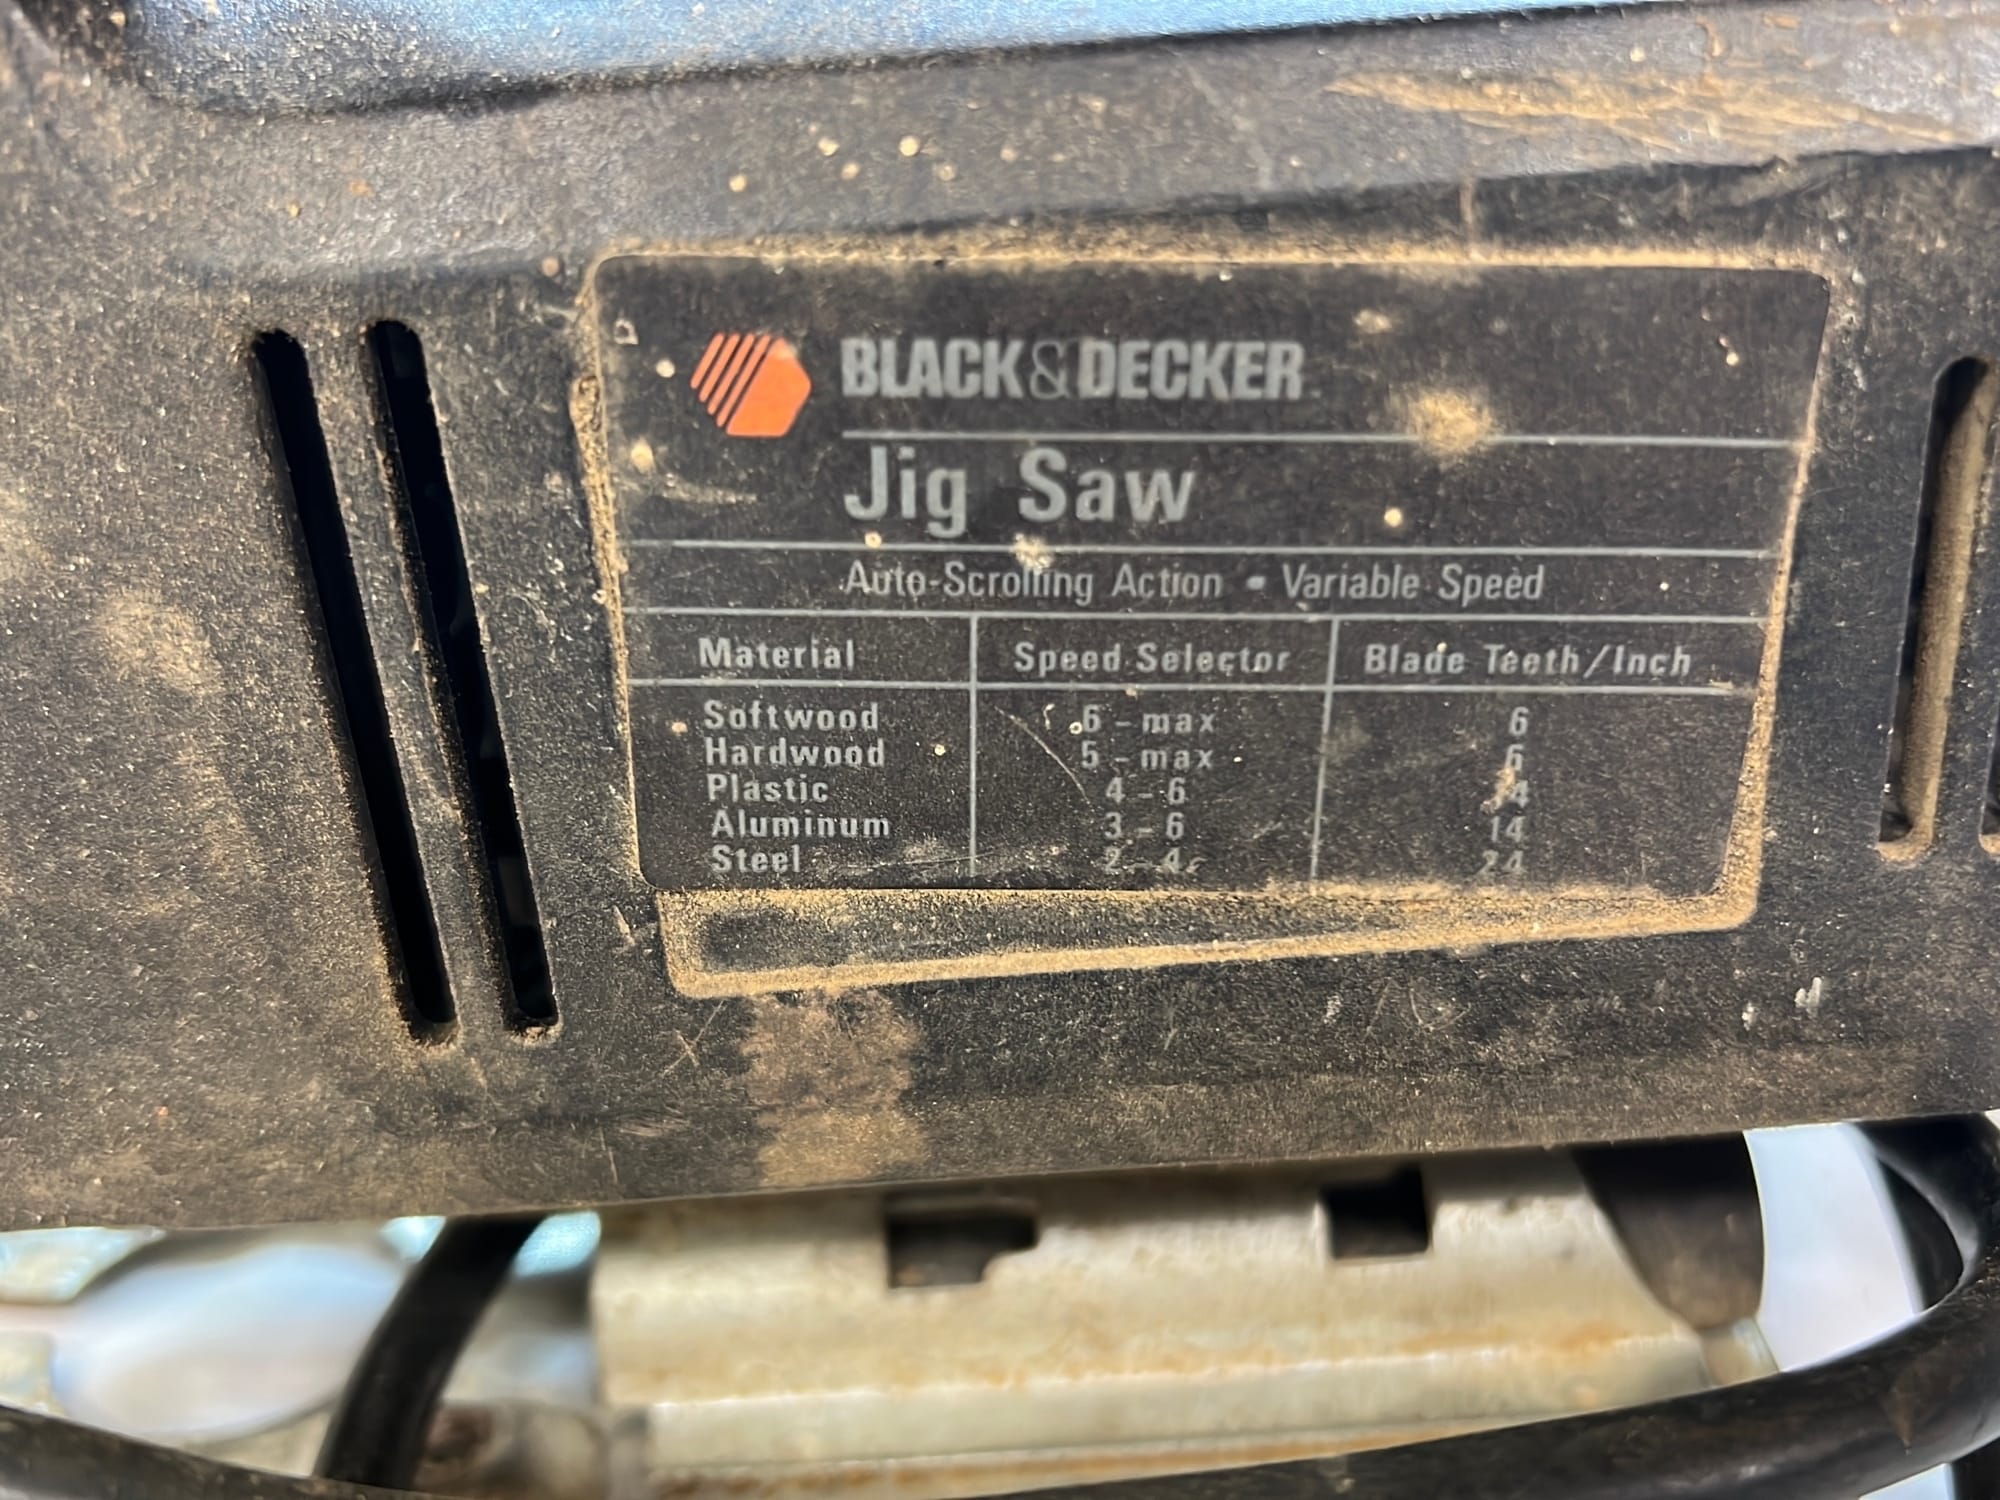 BLACK&DECKER
Jig Saw
Auto-Scrolling Action • Variable Speed
Material Speed Selector Blade Teeth/Inch
Softwood 6 - max 6
Hardwood 5 - max 6
Plastic 4 - 6 14
Aluminum 3 - 6 14
Steel 2 - 4 24